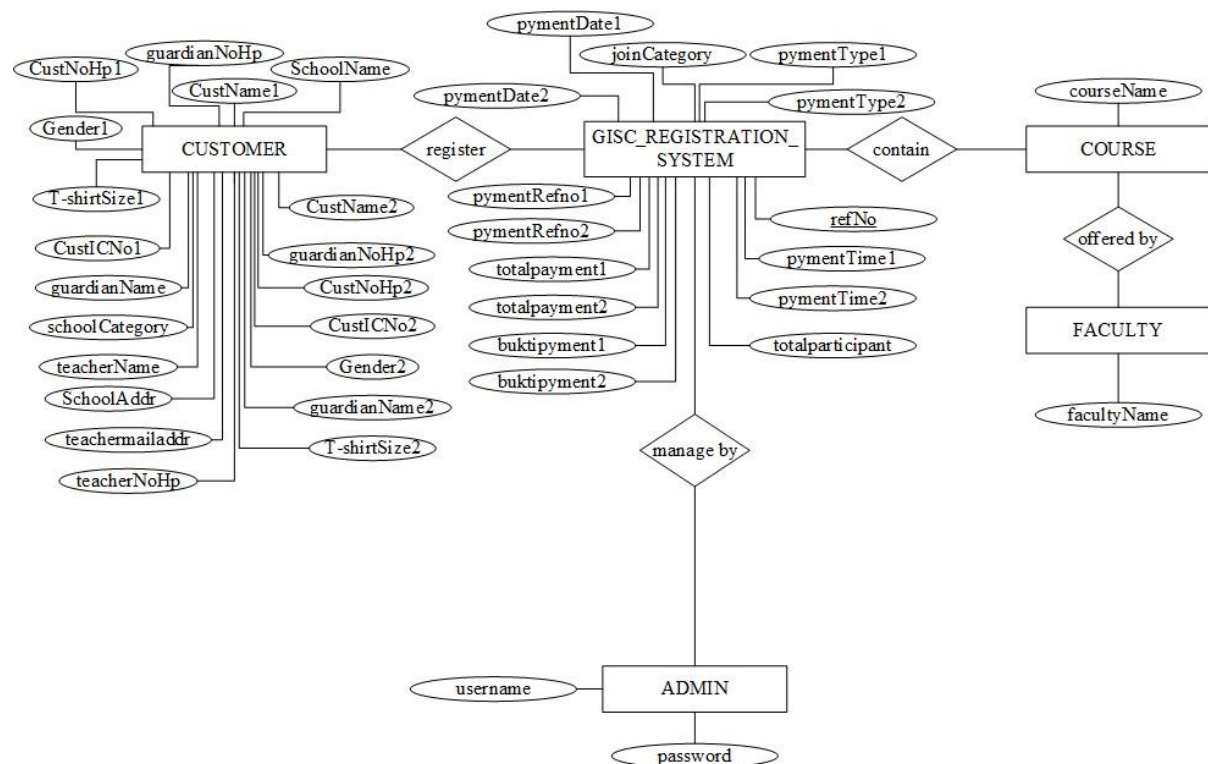 pymentDate1
guardianNoHp
joinCategory
pymentType1
CustNoHp1
SchoolName
CustName1
pymentDate2
pymentType2
courseName
Gender1
CUSTOMER
register
GISC_REGISTRATION_
SYSTEM
contain
COURSE
T-shirtSize1
CustName2
pymentRefno1
refNo
CustICNo1
pymentRefno2
offered by
guardianNoHp2
pymentTime1
totalpayment1
guardianName
CustNoHp2
pymentTime2
totalpayment2
schoolCategory
CustICNo2
FACULTY
buktipyment1
totalparticipant
teacherName
Gender2
buktipyment2
SchoolAddr
guardianName2
facultyName
teachermailaddr
T-shirtSize2
manage by
teacherNoHp
username
ADMIN
password